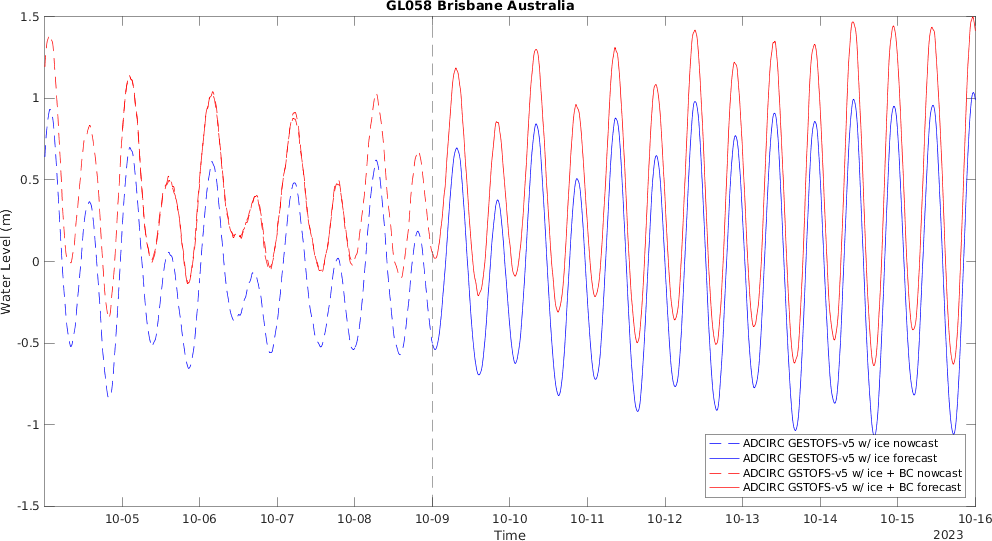 GL058 Brisbane Australia
1.5
1
0.5
0
-0.5
-1
-1.5
Water Level (m)
10-05 10-06 10-07 10-08 10-09 10-10 10-11 10-12 10-13 10-14 10-15 10-16
Time
2023
ADCIRC GESTOFS-v5 w/ ice nowcast
ADCIRC GESTOFS-v5 w/ ice forecast
ADCIRC GSTOFS-v5 w/ ice + BC nowcast
ADCIRC GSTOFS-v5 w/ ice + BC forecast